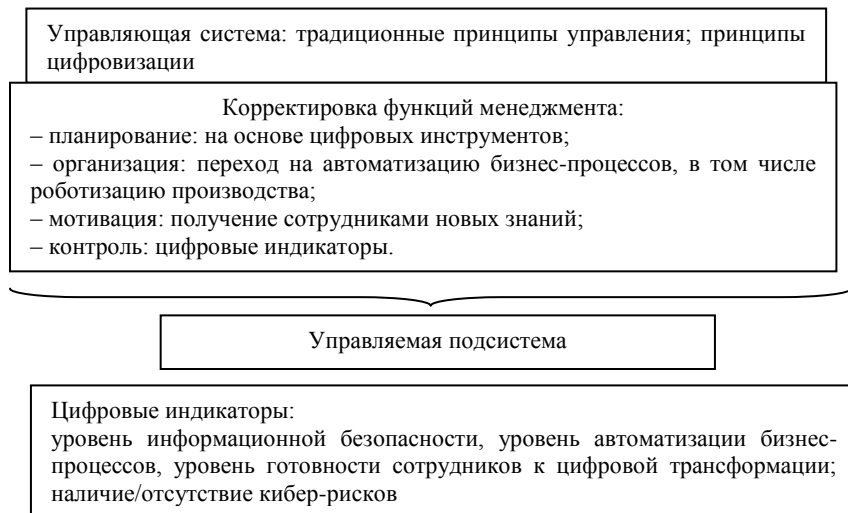 Управляющая система: традиционные принципы управления; принципы
цифровизации
Корректировка функций менеджмента:
– планирование: на основе цифровых инструментов;
– организация: переход на автоматизацию бизнес-процессов, в том числе
роботизацию производства;
– мотивация: получение сотрудниками новых знаний;
– контроль: цифровые индикаторы.
Управляемая подсистема
Цифровые индикаторы:
уровень информационной безопасности, уровень автоматизации бизнес-
процессов, уровень готовности сотрудников к цифровой трансформации;
наличие/отсутствие кибер-рисков